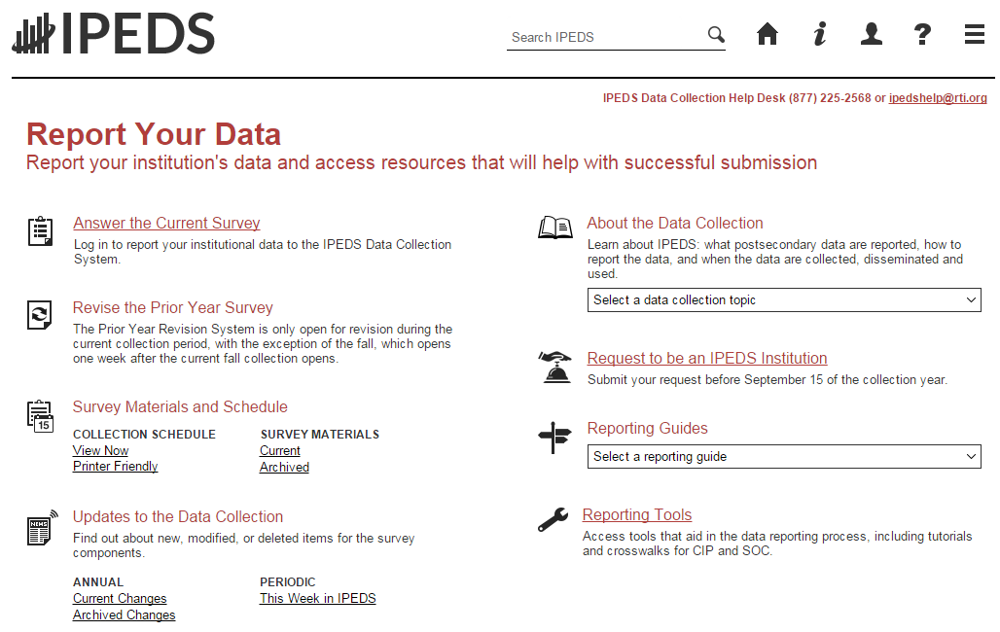 IPEDS
Search IPEDS
IPEDS Data Collection Help Desk (877) 225-2568 or ipedshelp@rti.org
Report Your Data
Report your institution's data and access resources that will help with successful submission
Answer the Current Survey
Log in to report your institutional data to the IPEDS Data Collection
System.
Revise the Prior Year Survey
The Prior Year Revision System is only open for revision during the
current collection period, with the exception of the fall, which opens
one week after the current fall collection opens.
15
Survey Materials and Schedule
COLLECTION SCHEDULE
View Now
Printer Friendly
SURVEY MATERIALS
Current
Archived
NEWS
Updates to the Data Collection
Find out about new, modified, or deleted items for the survey
components.
ANNUAL
Current Changes
Archived Changes
PERIODIC
This Week in IPEDS
About the Data Collection
Learn about IPEDS: what postsecondary data are reported, how to
report the data, and when the data are collected, disseminated and
used.
Select a data collection topic
Request to be an IPEDS Institution
Submit your request before September 15 of the collection year.
Reporting Guides
Select a reporting guide
Reporting Tools
Access tools that aid in the data reporting process, including tutorials
and crosswalks for CIP and SOC.